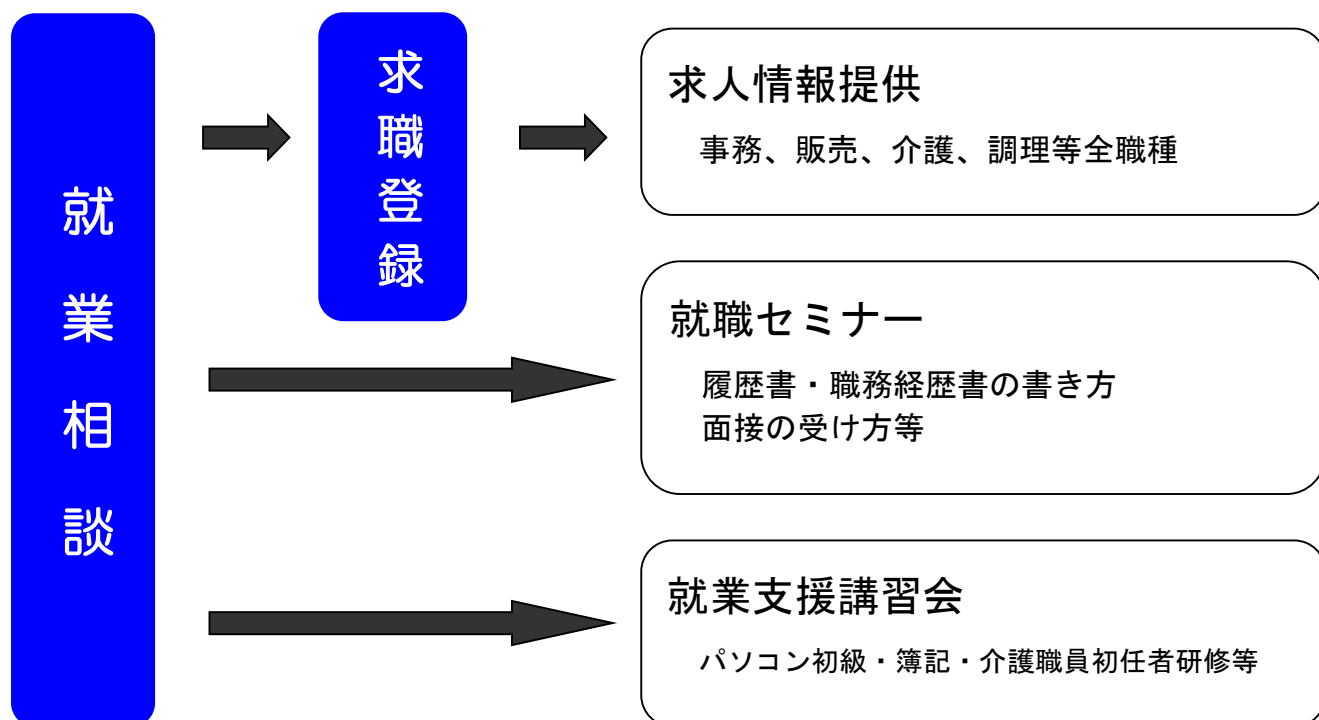 就業相談
求職登録
求人情報提供
事務、販売、介護、調理等全職種
就職セミナー
履歴書・職務経歴書の書き方
面接の受け方等
就業支援講習会
パソコン初級・簿記・介護職員初任者研修等